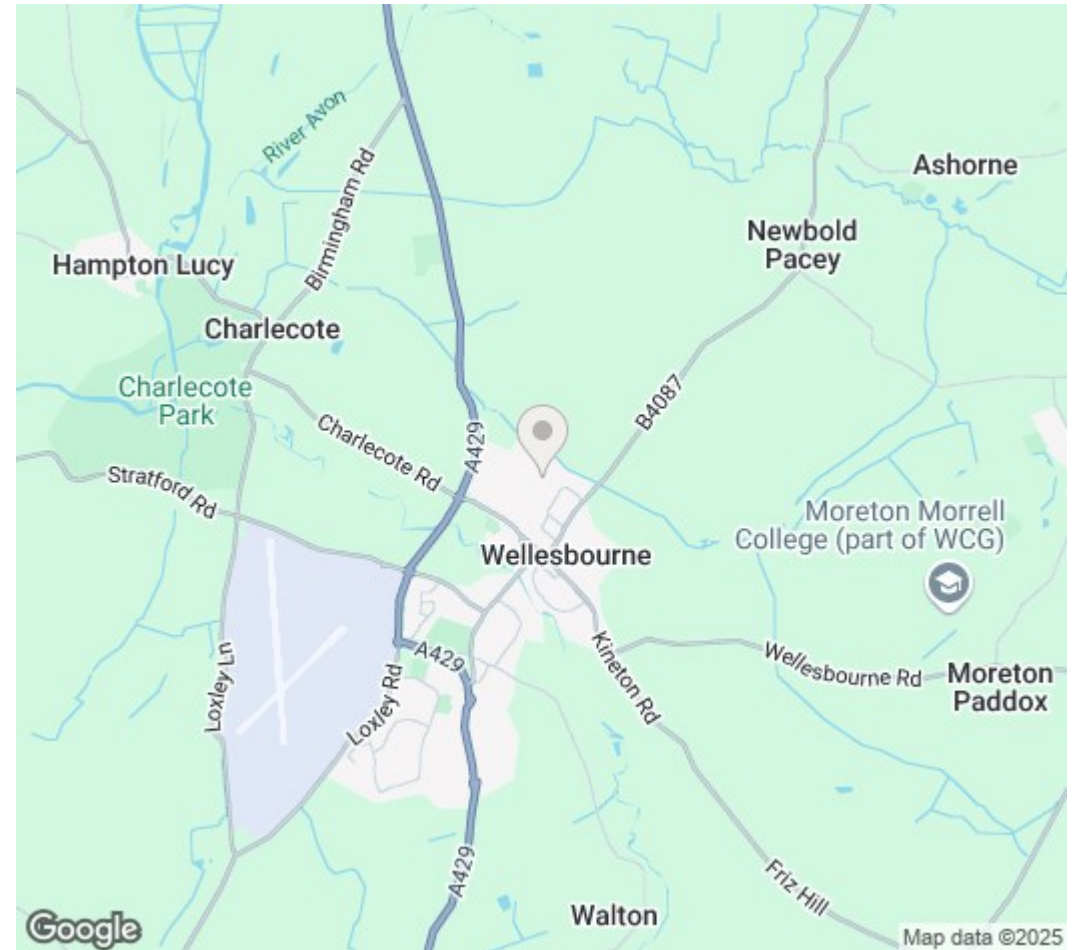 River Avon
Birmingham Rd
Ashorne
Newbold
Pacey
Hampton Lucy
Charlecote
Charlecote
Park
B4087
Charlecote Rd
A429
Stratford Rd
Moreton Morrell
College (part of WCG)
Wellesbourne
A429
Kineton Rd
Wellesbourne Rd
Loxley Ln
Loxley Rd
Moreton
Paddox
A429
Friz Hill
Walton
Google
Map data ©2025